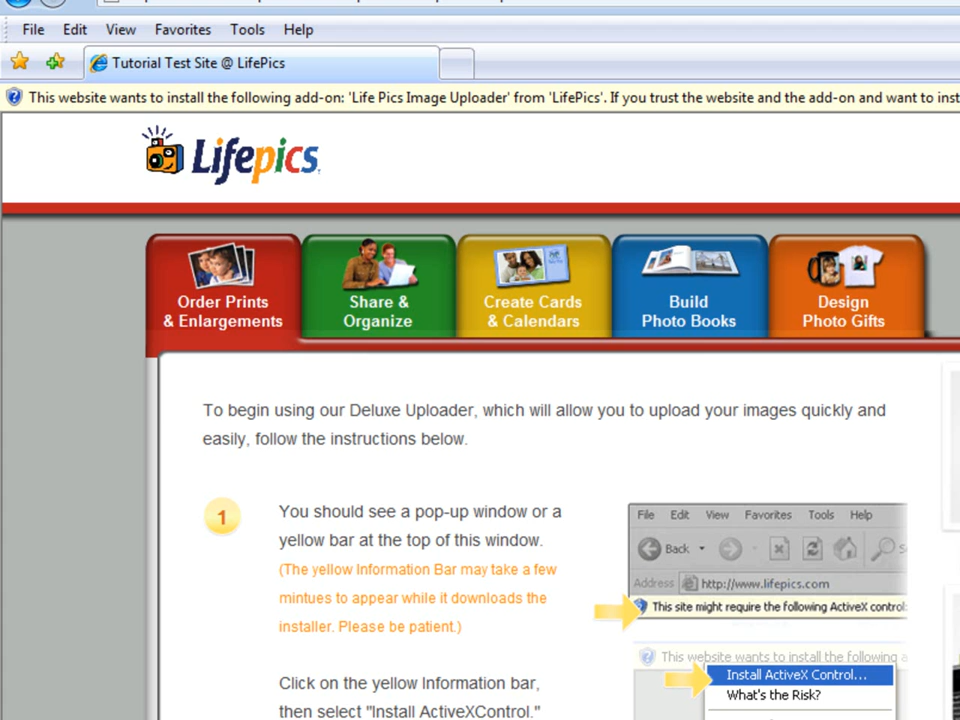 File Edit View Favorites Tools Help
Tutorial Test Site @ LifePics
This website wants to install the following add-on: 'Life Pics Image Uploader' from 'LifePics'. If you trust the website and the add-on and want to inst
Lifepics
Order Prints
& Enlargements
Share &
Organize
Create Cards
& Calendars
Build
Photo Books
Design
Photo Gifts
To begin using our Deluxe Uploader, which will allow you to upload your images quickly and
easily, follow the instructions below.
1
You should see a pop-up window or a
yellow bar at the top of this window.
(The yellow Information Bar may take a few
mintues to appear while it downloads the
installer. Please be patient.)
Click on the yellow Information bar,
then select "Install ActiveXControl."
File Edit View Favorites Tools Help
Back
Address http://www.lifepics.com
This site might require the following ActiveX control:
This website wants to install the following a
Install ActiveX Control...
What's the Risk?